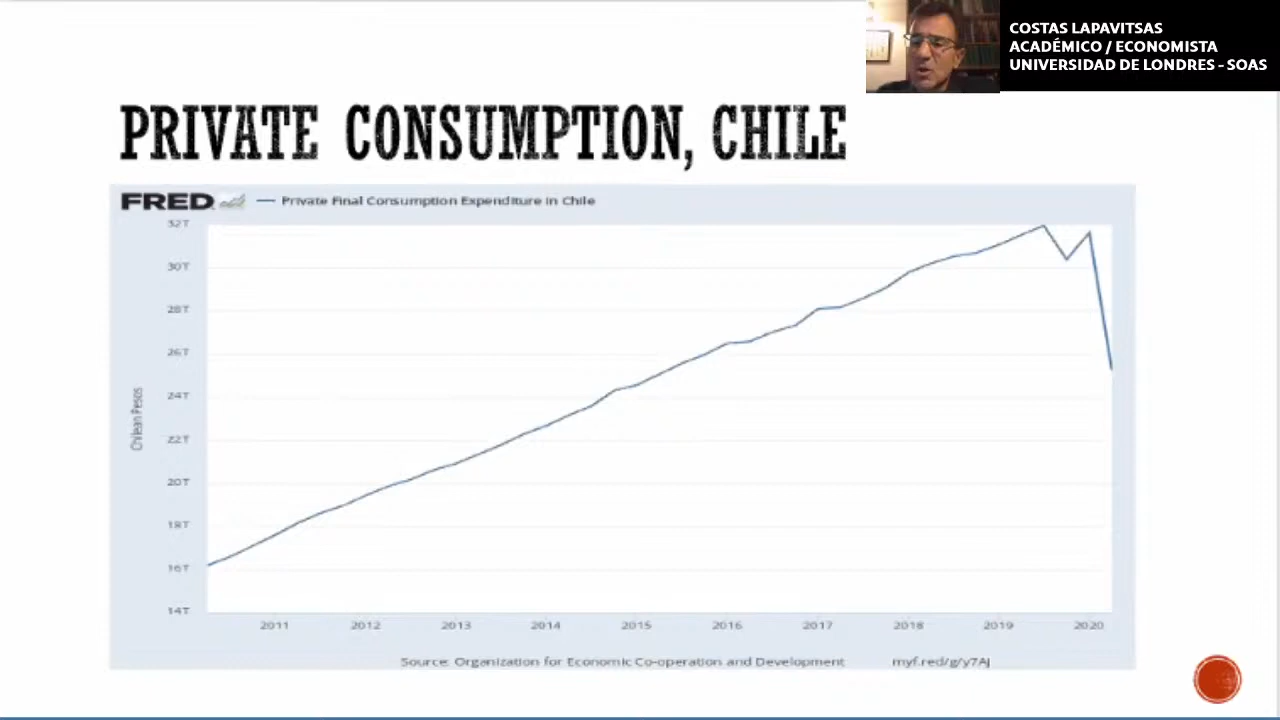 COSTAS LAPAVITSAS
ACADÉMICO / ECONOMISTA
UNIVERSIDAD DE LONDRES - SOAS
PRIVATE CONSUMPTION, CHILE
FRED
Private Final Consumption Expenditure in Chile
32T
30T
28T
26T
24T
22T
20T
18T
16T
14T
Chilean Pesos
2011 2012 2013 2014 2015 2016 2017 2018 2019 2020
Source: Organization for Economic Co-operation and Development myf.red/g/y7AJ